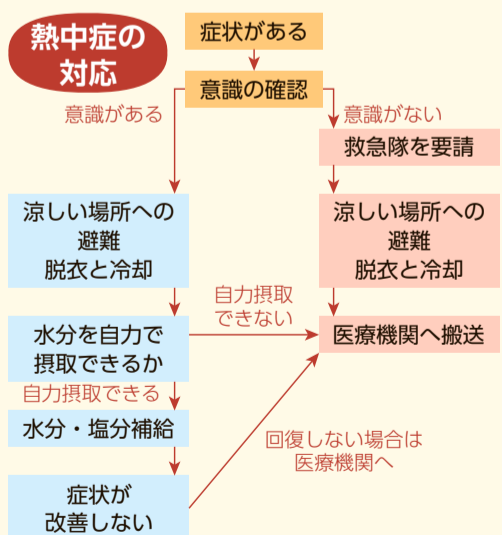 熱中症の
対応
症状がある
意識の確認
意識がある
意識がない
救急隊を要請
涼しい場所への
避難
脱衣と冷却
涼しい場所への
避難
脱衣と冷却
自力摂取
できない
水分を自力で
摂取できるか
医療機関へ搬送
自力摂取できる
水分・塩分補給
回復しない場合は
医療機関へ
症状が
改善しない